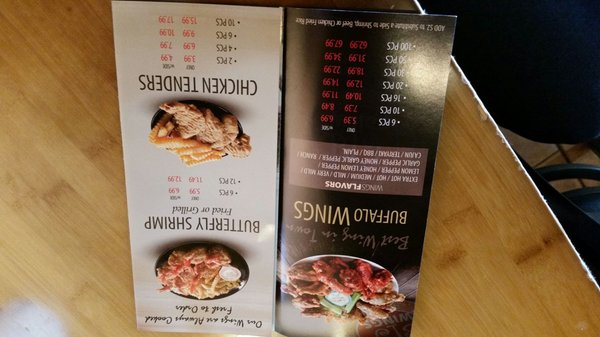 Best Wing in Town
BUFFALO WINGS
WINGS FLAVORS
EXTRA HOT / HOT / MEDIUM / MILD / VERY MILD /
LEMON PEPPER / HONEY LEMON PEPPER /
GARLIC PEPPER / HONEY GARLIC PEPPER / RANCH /
CAJUN / TERIYAKI / BBQ / PLAIN
ONLY W/SIDE
• 6 PCS 5.39 6.99
• 10 PCS 7.39 8.49
• 16 PCS 10.49 11.99
• 20 PCS 12.99 14.99
• 30 PCS 18.99 22.99
• 50 PCS 31.99 34.99
• 100 PCS 62.99 67.99
ADD $2 to Substitute a Side to Shrimp, Beef or Chicken Fried Rice
Our Wings are Always Cooked
Fresh to Order
BUTTERFLY SHRIMP
Fried or Grilled
ONLY W/SIDE
• 6 PCS 5.99 6.99
• 12 PCS 11.49 12.99
CHICKEN TENDERS
ONLY W/SIDE
• 2 PCS 3.99 4.99
• 4 PCS 6.99 7.99
• 6 PCS 9.99 10.99
• 10 PCS 15.99 17.99